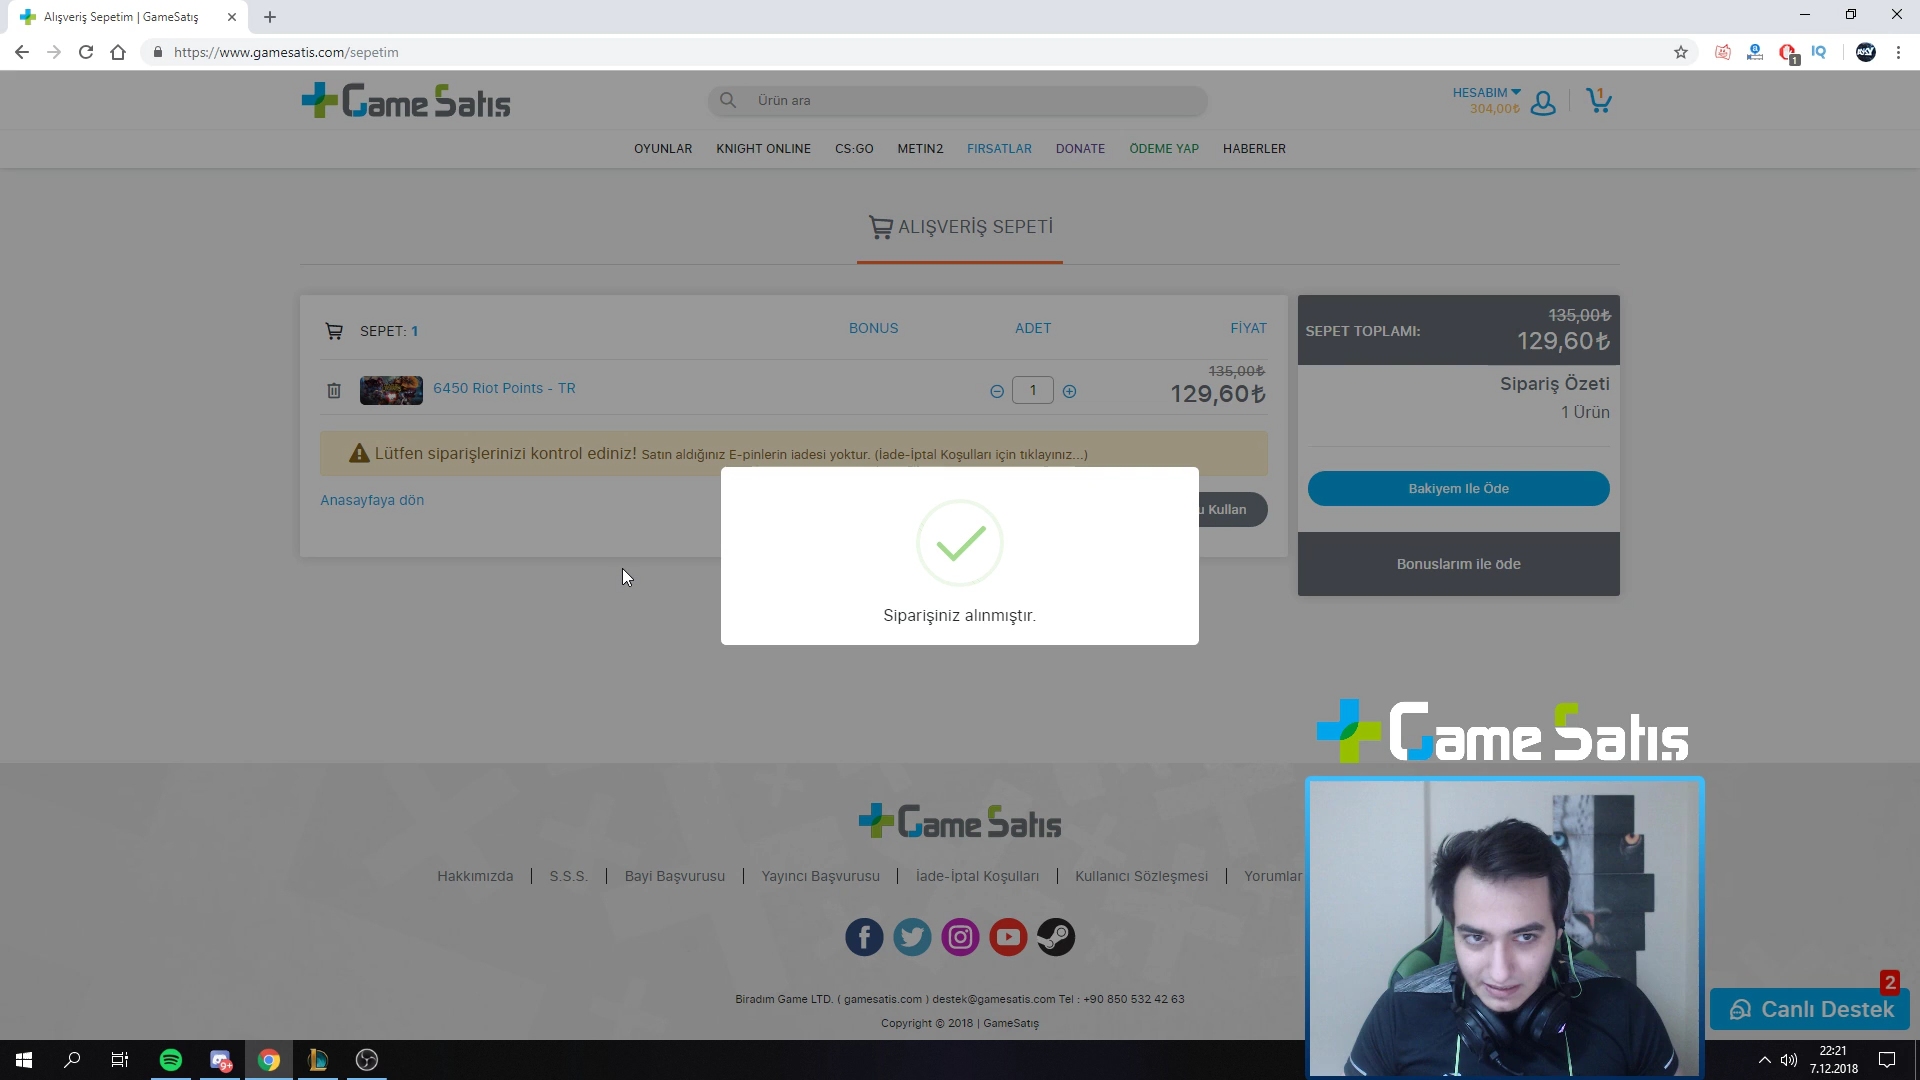 Alışveriş Sepetim | GameSatış
https://www.gamesatis.com/sepetim
1
IQ
Game Satış
Ürün ara
HESABIM
304,00₺
1
OYUNLAR KNIGHT ONLINE CS:GO METIN2 FIRSATLAR DONATE ÖDEME YAP HABERLER
ALIŞVERİŞ SEPETİ
SEPET: 1 BONUS ADET FİYAT
6450 Riot Points - TR 1 135,00₺
129,60₺
Lütfen siparişlerinizi kontrol ediniz! Satın aldığınız E-pinlerin iadesi yoktur. (İade-İptal Koşulları için tıklayınız...)
Anasayfaya dön
Kullan
SEPET TOPLAMI: 135,00₺
129,60₺
Sipariş Özeti
1 Ürün
Bakiyem Ile Öde
Bonuslarım ile öde
Siparişiniz alınmıştır.
Game Satış
Game Satış
Hakkımızda | S.S.S. | Bayi Başvurusu | Yayıncı Başvurusu | İade-İptal Koşulları | Kullanıcı Sözleşmesi | Yorumlar
Biradım Game LTD. ( gamesatis.com ) destek@gamesatis.com Tel : +90 850 532 42 63
Copyright © 2018 | GameSatış
2
Canlı Destek
9+
22:21
7.12.2018